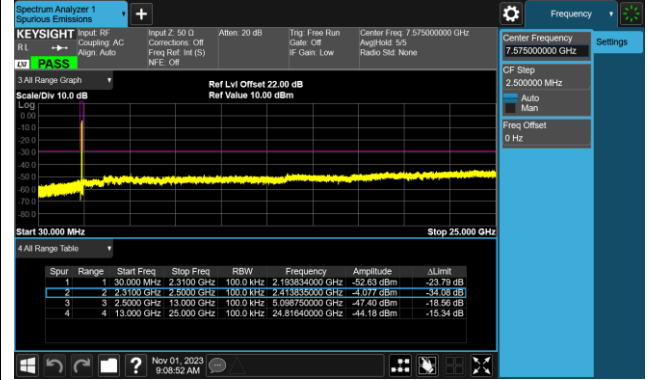 Spectrum Analyzer 1
Spurious Emissions
Frequency
KEYSIGHT
RL
LXI PASS
Input: RF
Coupling: AC
Align: Auto
Input Z: 50 Ω
Corrections: Off
Freq Ref: Int (S)
NFE: Off
Atten: 20 dB
Trig: Free Run
Gate: Off
IF Gain: Low
Center Freq: 7.575000000 GHz
Avg|Hold: 5/5
Radio Std: None
Center Frequency
7.575000000 GHz
Settings
CF Step
2.500000 MHz
Auto
Man
Freq Offset
0 Hz
3 All Range Graph
Scale/Div 10.0 dB
Ref Lvl Offset 22.00 dB
Ref Value 10.00 dBm
Log
0.00
-10.0
-20.0
-30.0
-40.0
-50.0
-60.0
-70.0
-80.0
Start 30.000 MHz
Stop 25.000 GHz
4 All Range Table
Spur Range Start Freq Stop Freq RBW Frequency Amplitude ΔLimit
1 1 30.000 MHz 2.3100 GHz 100.0 kHz 2.193834000 GHz -52.63 dBm -23.79 dB
2 2 2.3100 GHz 2.5000 GHz 100.0 kHz 2.413835000 GHz -4.077 dBm -34.08 dB
3 3 2.5000 GHz 13.000 GHz 100.0 kHz 5.098750000 GHz -47.40 dBm -18.56 dB
4 4 13.000 GHz 25.000 GHz 100.0 kHz 24.81640000 GHz -44.18 dBm -15.34 dB
?
Nov 01, 2023
9:08:52 AM